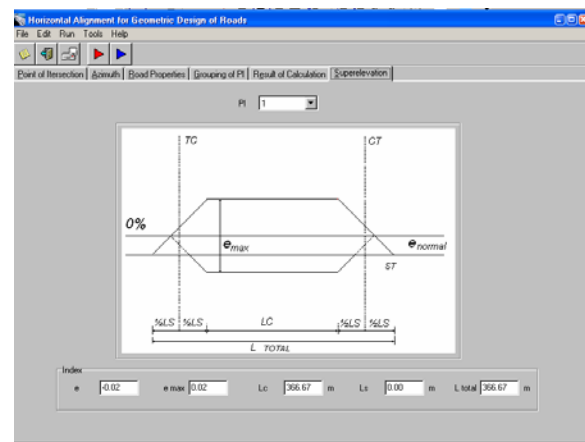 Horizontal Alignment for Geometric Design of Roads
File Edit Run Tools Help
Point of Itersection Azimuth Road Properties Grouping of PI Result of Calculation Superelevation
PI 1
TC CT
0%
e max e normal
ST
½LS ½LS LC ½LS ½LS
L TOTAL
Index
e -0.02 e max 0.02 Lc 366.67 m Ls 0.00 m L total 366.67 m